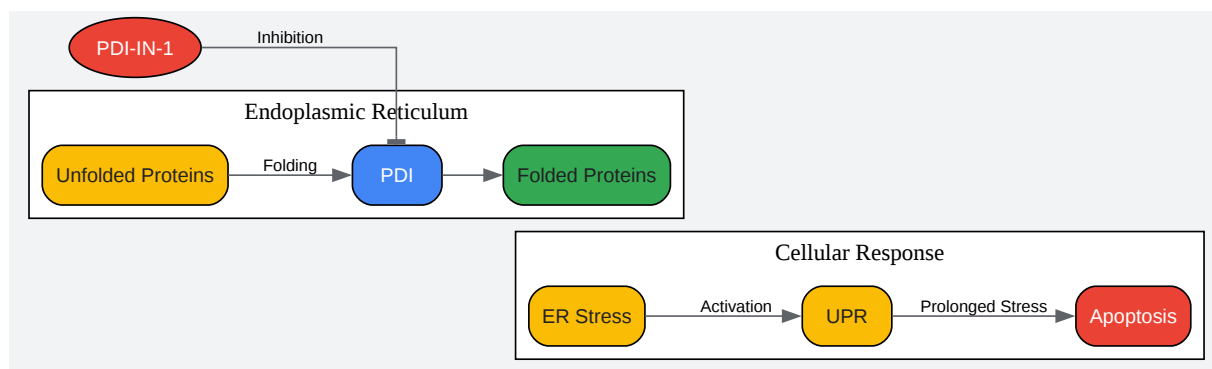 PDI-IN-1
Inhibition
Endoplasmic Reticulum
Unfolded Proteins
Folding
PDI
Folded Proteins
Cellular Response
ER Stress
Activation
UPR
Prolonged Stress
Apoptosis